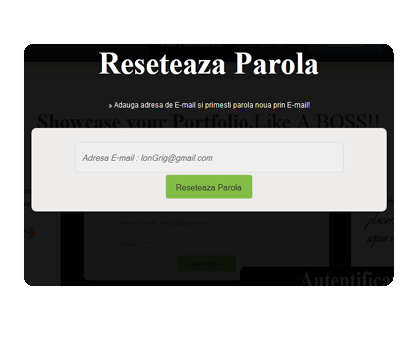 Reseteaza Parola
» Adauga adresa de E-mail si primesti parola noua prin E-mail!
Showcase your Portfolio.Like A BOSS!!
Adresa E-mail : IonGrig@gmail.com
Reseteaza Parola
Autentifica